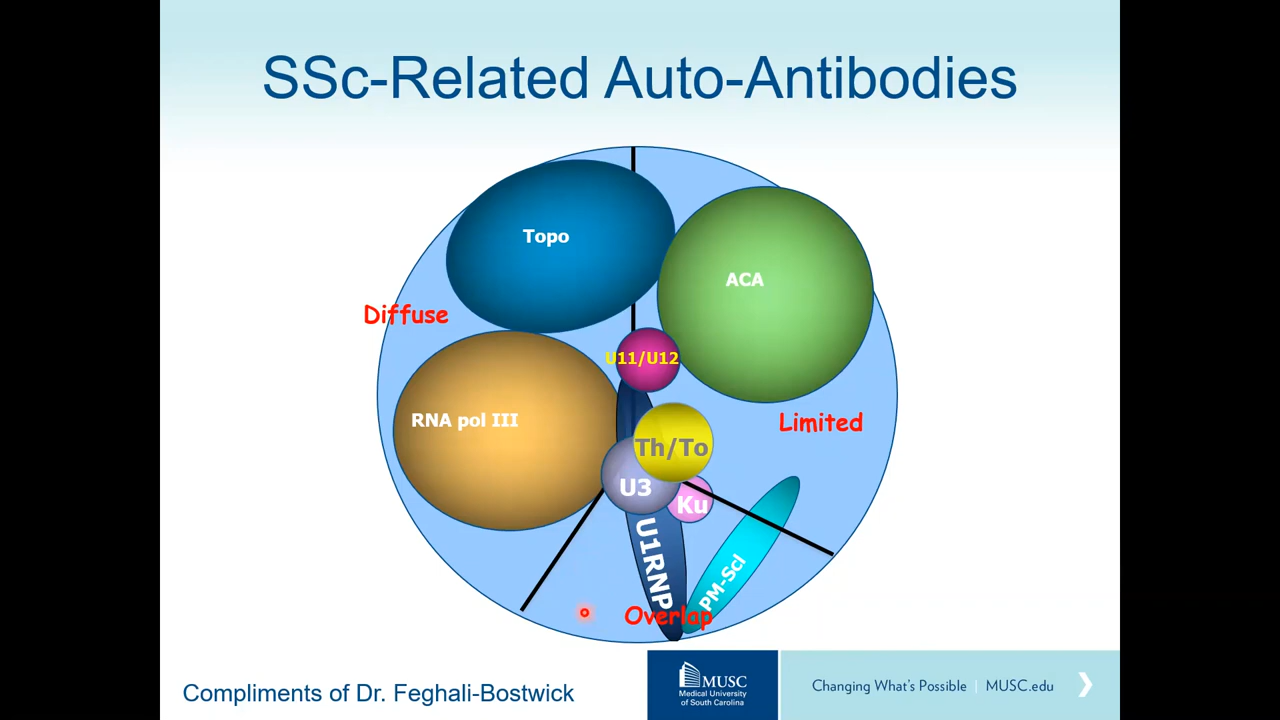 SSc-Related Auto-Antibodies
Topo
ACA
Diffuse
U11/U12
RNA pol III
Limited
Th/To
U3
Ku
U1RNP
PM-Scl
Overlap
Compliments of Dr. Feghali-Bostwick
MUSC
Medical University
of South Carolina
Changing What's Possible | MUSC.edu